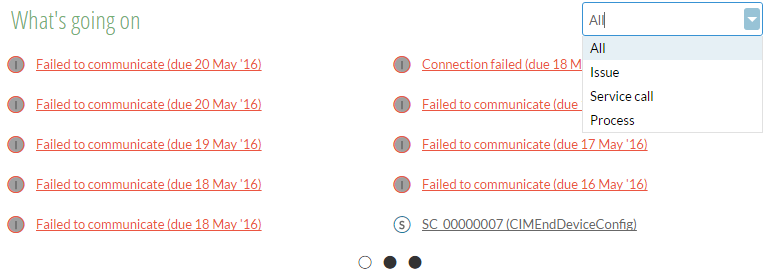 What's going on
All
All
Issue
Service call
Process
I Failed to communicate (due 20 May '16)
I Connection failed (due 18 M
I Failed to communicate (due 20 May '16)
I Failed to communicate (due
I Failed to communicate (due 19 May '16)
I Failed to communicate (due 17 May '16)
I Failed to communicate (due 18 May '16)
I Failed to communicate (due 16 May '16)
I Failed to communicate (due 18 May '16)
S SC_00000007 (CIMEndDeviceConfig)